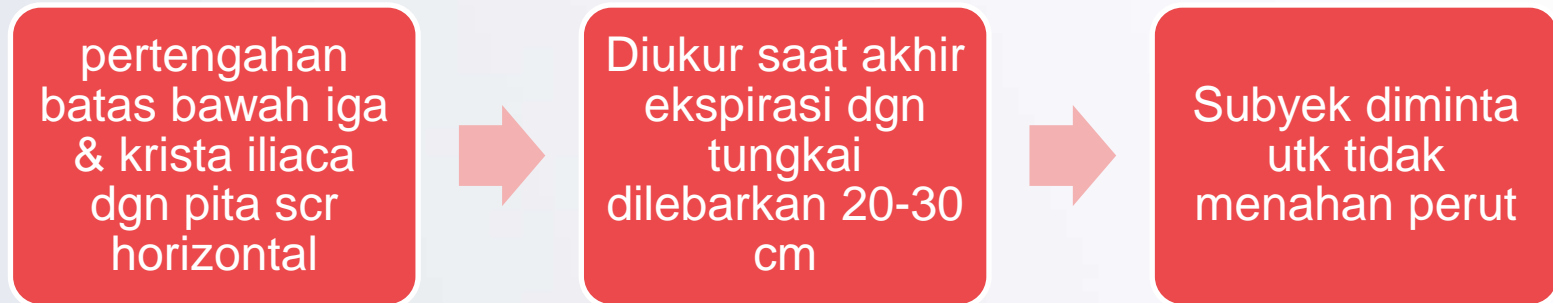 pertengahan
batas bawah iga
& krista iliaca
dgn pita scr
horizontal
Diukur saat akhir
ekspirasi dgn
tungkai
dilebarkan 20-30
cm
Subyek diminta
utk tidak
menahan perut